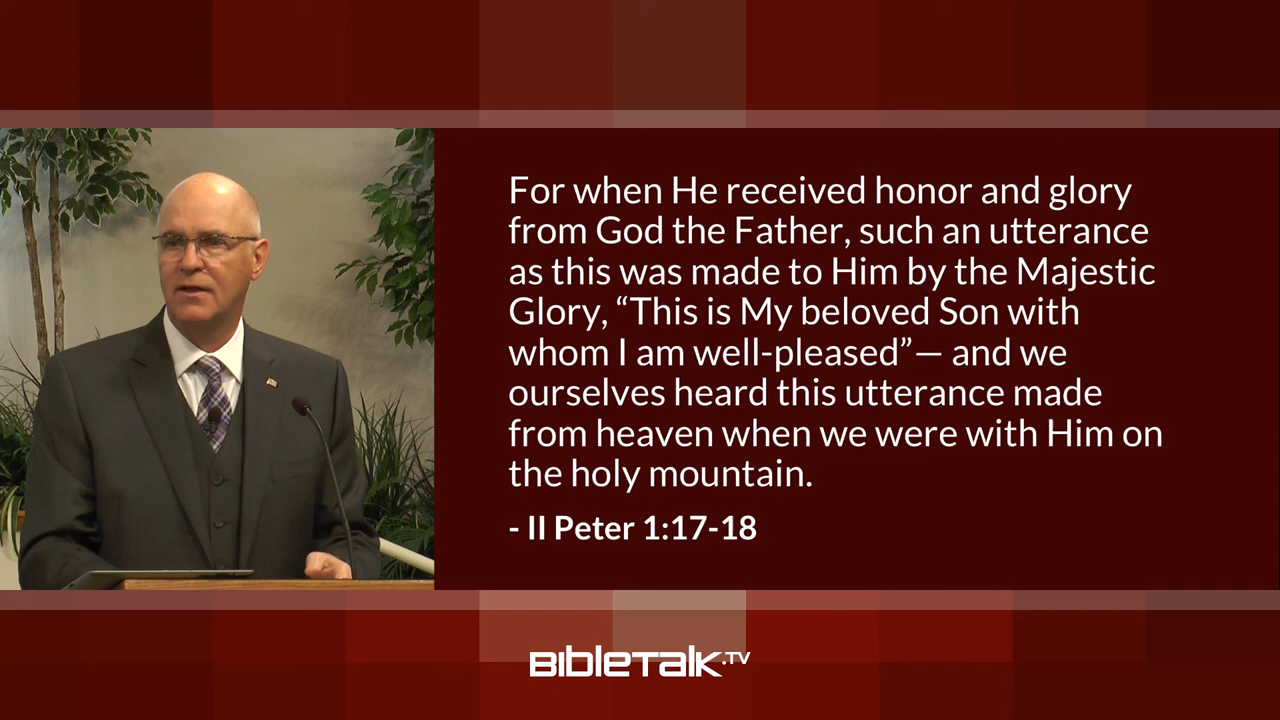 For when He received honor and glory
from God the Father, such an utterance
as this was made to Him by the Majestic
Glory, “This is My beloved Son with
whom I am well-pleased”— and we
ourselves heard this utterance made
from heaven when we were with Him on
the holy mountain.
- II Peter 1:17-18
BIBLETALK.TV